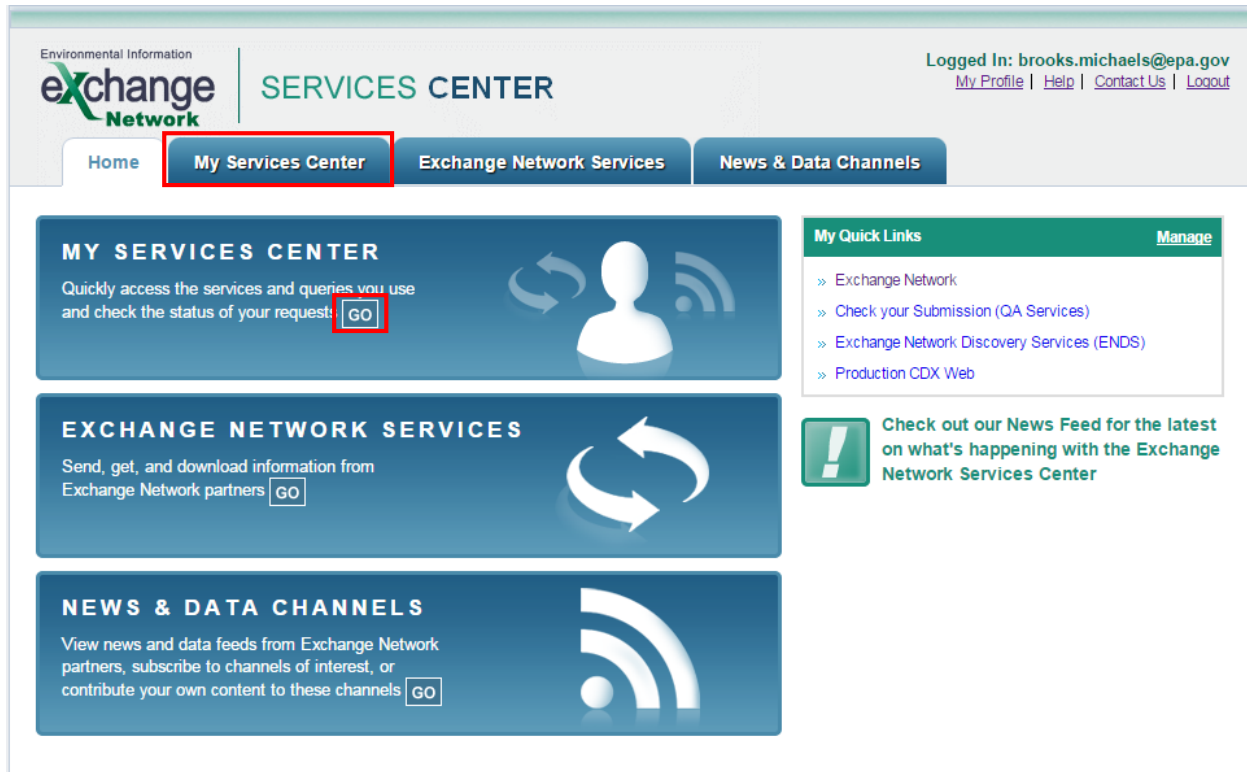 Environmental Information
exchange
Network
SERVICES CENTER
Logged In: brooks.michaels@epa.gov
My Profile | Help | Contact Us | Logout
Home
My Services Center
Exchange Network Services
News & Data Channels
MY SERVICES CENTER
Quickly access the services and queries you use
and check the status of your requests GO
EXCHANGE NETWORK SERVICES
Send, get, and download information from
Exchange Network partners GO
NEWS & DATA CHANNELS
View news and data feeds from Exchange Network
partners, subscribe to channels of interest, or
contribute your own content to these channels GO
My Quick Links
Manage
» Exchange Network
» Check your Submission (QA Services)
» Exchange Network Discovery Services (ENDS)
» Production CDX Web
!
Check out our News Feed for the latest
on what's happening with the Exchange
Network Services Center